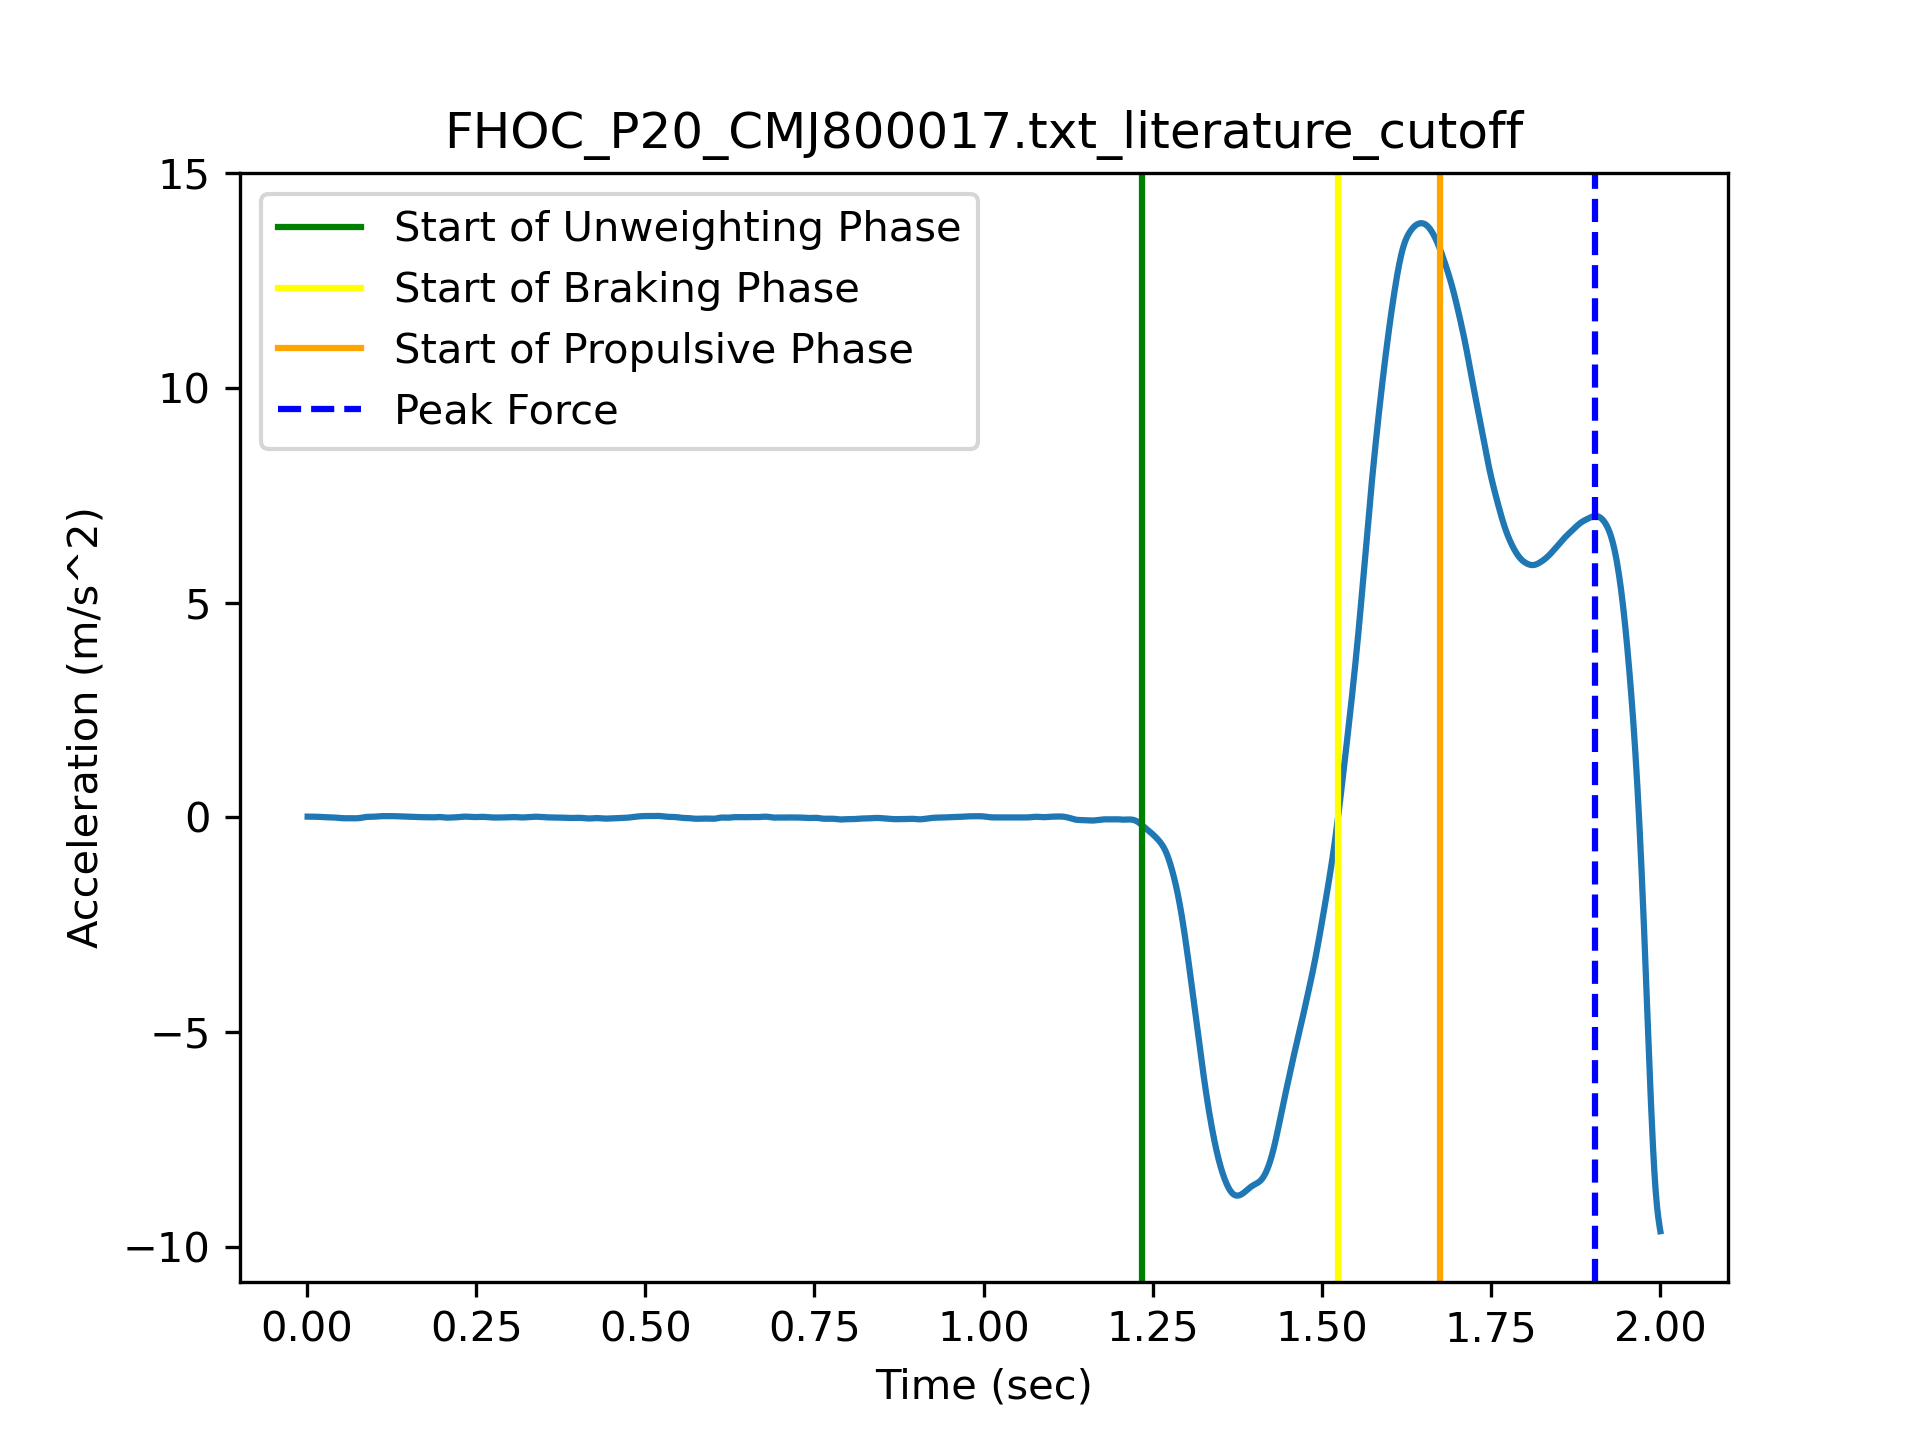 FHOC_P20_CMJ800017.txt_literature_cutoff
15
10
5
0
−5
−10
Acceleration (m/s^2)
Start of Unweighting Phase
Start of Braking Phase
Start of Propulsive Phase
Peak Force
0.00 0.25 0.50 0.75 1.00 1.25 1.50 1.75 2.00
Time (sec)